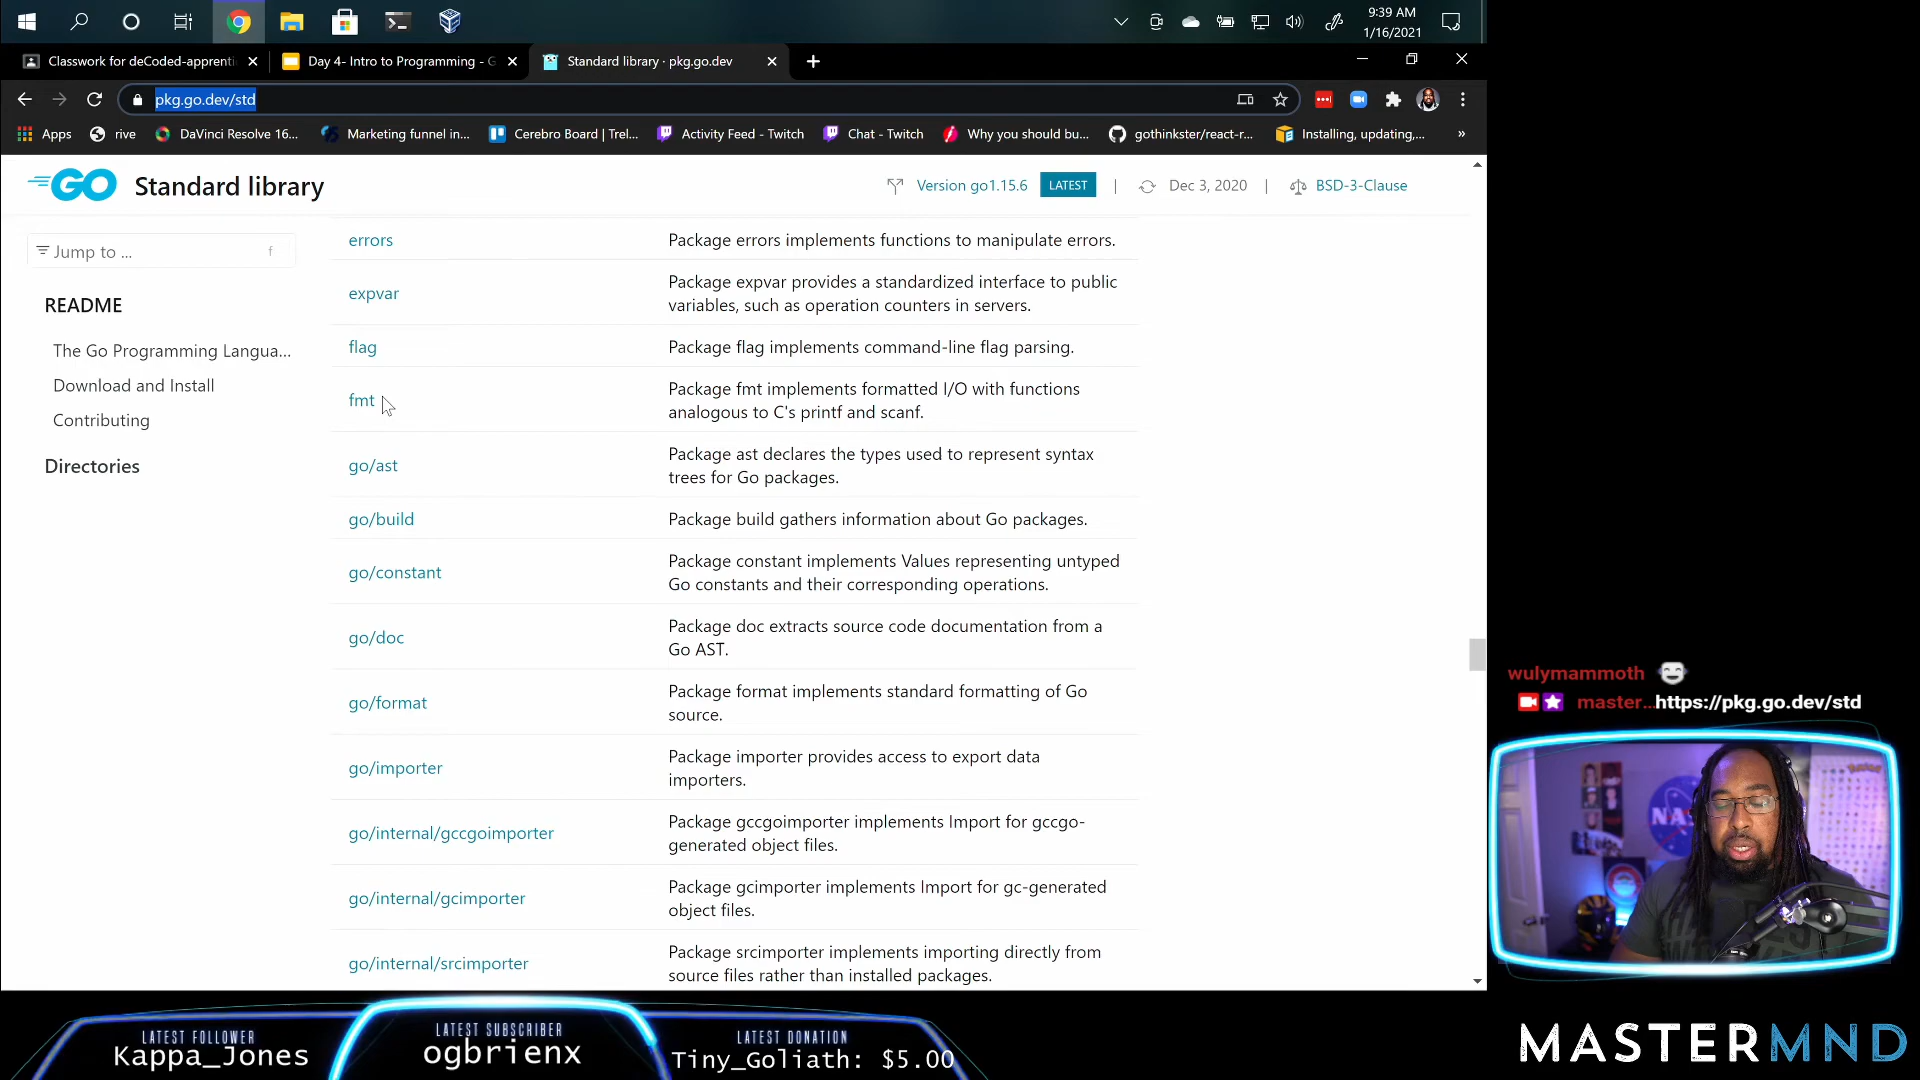 9:39 AM
1/16/2021
Classwork for deCoded-apprenti
Day 4- Intro to Programming - G
Standard library · pkg.go.dev
pkg.go.dev/std
Apps
rive
DaVinci Resolve 16...
Marketing funnel in...
Cerebro Board | Trel...
Activity Feed - Twitch
Chat - Twitch
Why you should bu...
gothinkster/react-r...
Installing, updating,...
»
GO Standard library
Version go1.15.6 LATEST | Dec 3, 2020 | BSD-3-Clause
Jump to ... f
README
The Go Programming Langua...
Download and Install
Contributing
Directories
errors Package errors implements functions to manipulate errors.
expvar Package expvar provides a standardized interface to public
variables, such as operation counters in servers.
flag Package flag implements command-line flag parsing.
fmt Package fmt implements formatted I/O with functions
analogous to C's printf and scanf.
go/ast Package ast declares the types used to represent syntax
trees for Go packages.
go/build Package build gathers information about Go packages.
go/constant Package constant implements Values representing untyped
Go constants and their corresponding operations.
go/doc Package doc extracts source code documentation from a
Go AST.
go/format Package format implements standard formatting of Go
source.
go/importer Package importer provides access to export data
importers.
go/internal/gccgoimporter Package gccgoimporter implements Import for gccgo-
generated object files.
go/internal/gcimporter Package gcimporter implements Import for gc-generated
object files.
go/internal/srcimporter Package srcimporter implements importing directly from
source files rather than installed packages.
wulymammoth
master...https://pkg.go.dev/std
LATEST FOLLOWER
Kappa_Jones
LATEST SUBSCRIBER
ogbrienx
LATEST DONATION
Tiny_Goliath: $5.00
MASTERMND